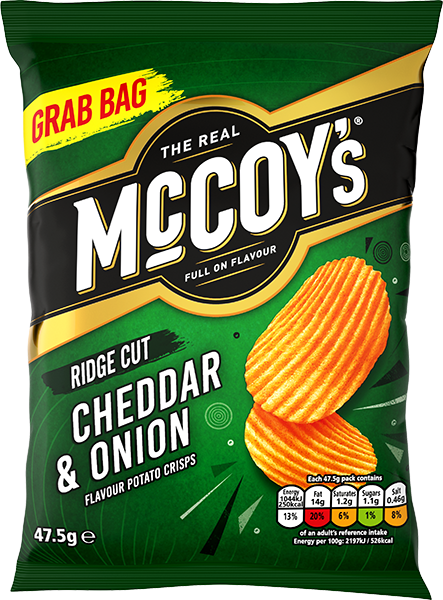 GRAB BAG
THE REAL
McCOY's®
FULL ON FLAVOUR
RIDGE CUT
CHEDDAR
& ONION
FLAVOUR POTATO CRISPS
47.5g ℮
Each 47.5g pack contains
Energy Fat Saturates Sugars Salt
1044kJ 14g 1.2g 1.1g 0.46g
250kcal
13% 20% 6% 1% 8%
of an adult's reference intake
Energy per 100g: 2197kJ / 526kcal